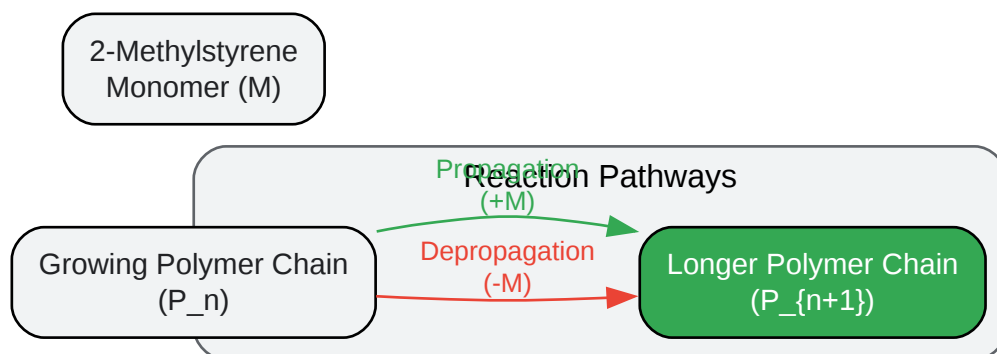 2-Methylstyrene
Monomer (M)
Reaction Pathways
Propagation
(+M)
Depropagation
(-M)
Growing Polymer Chain
(P_n)
Longer Polymer Chain
(P_{n+1})